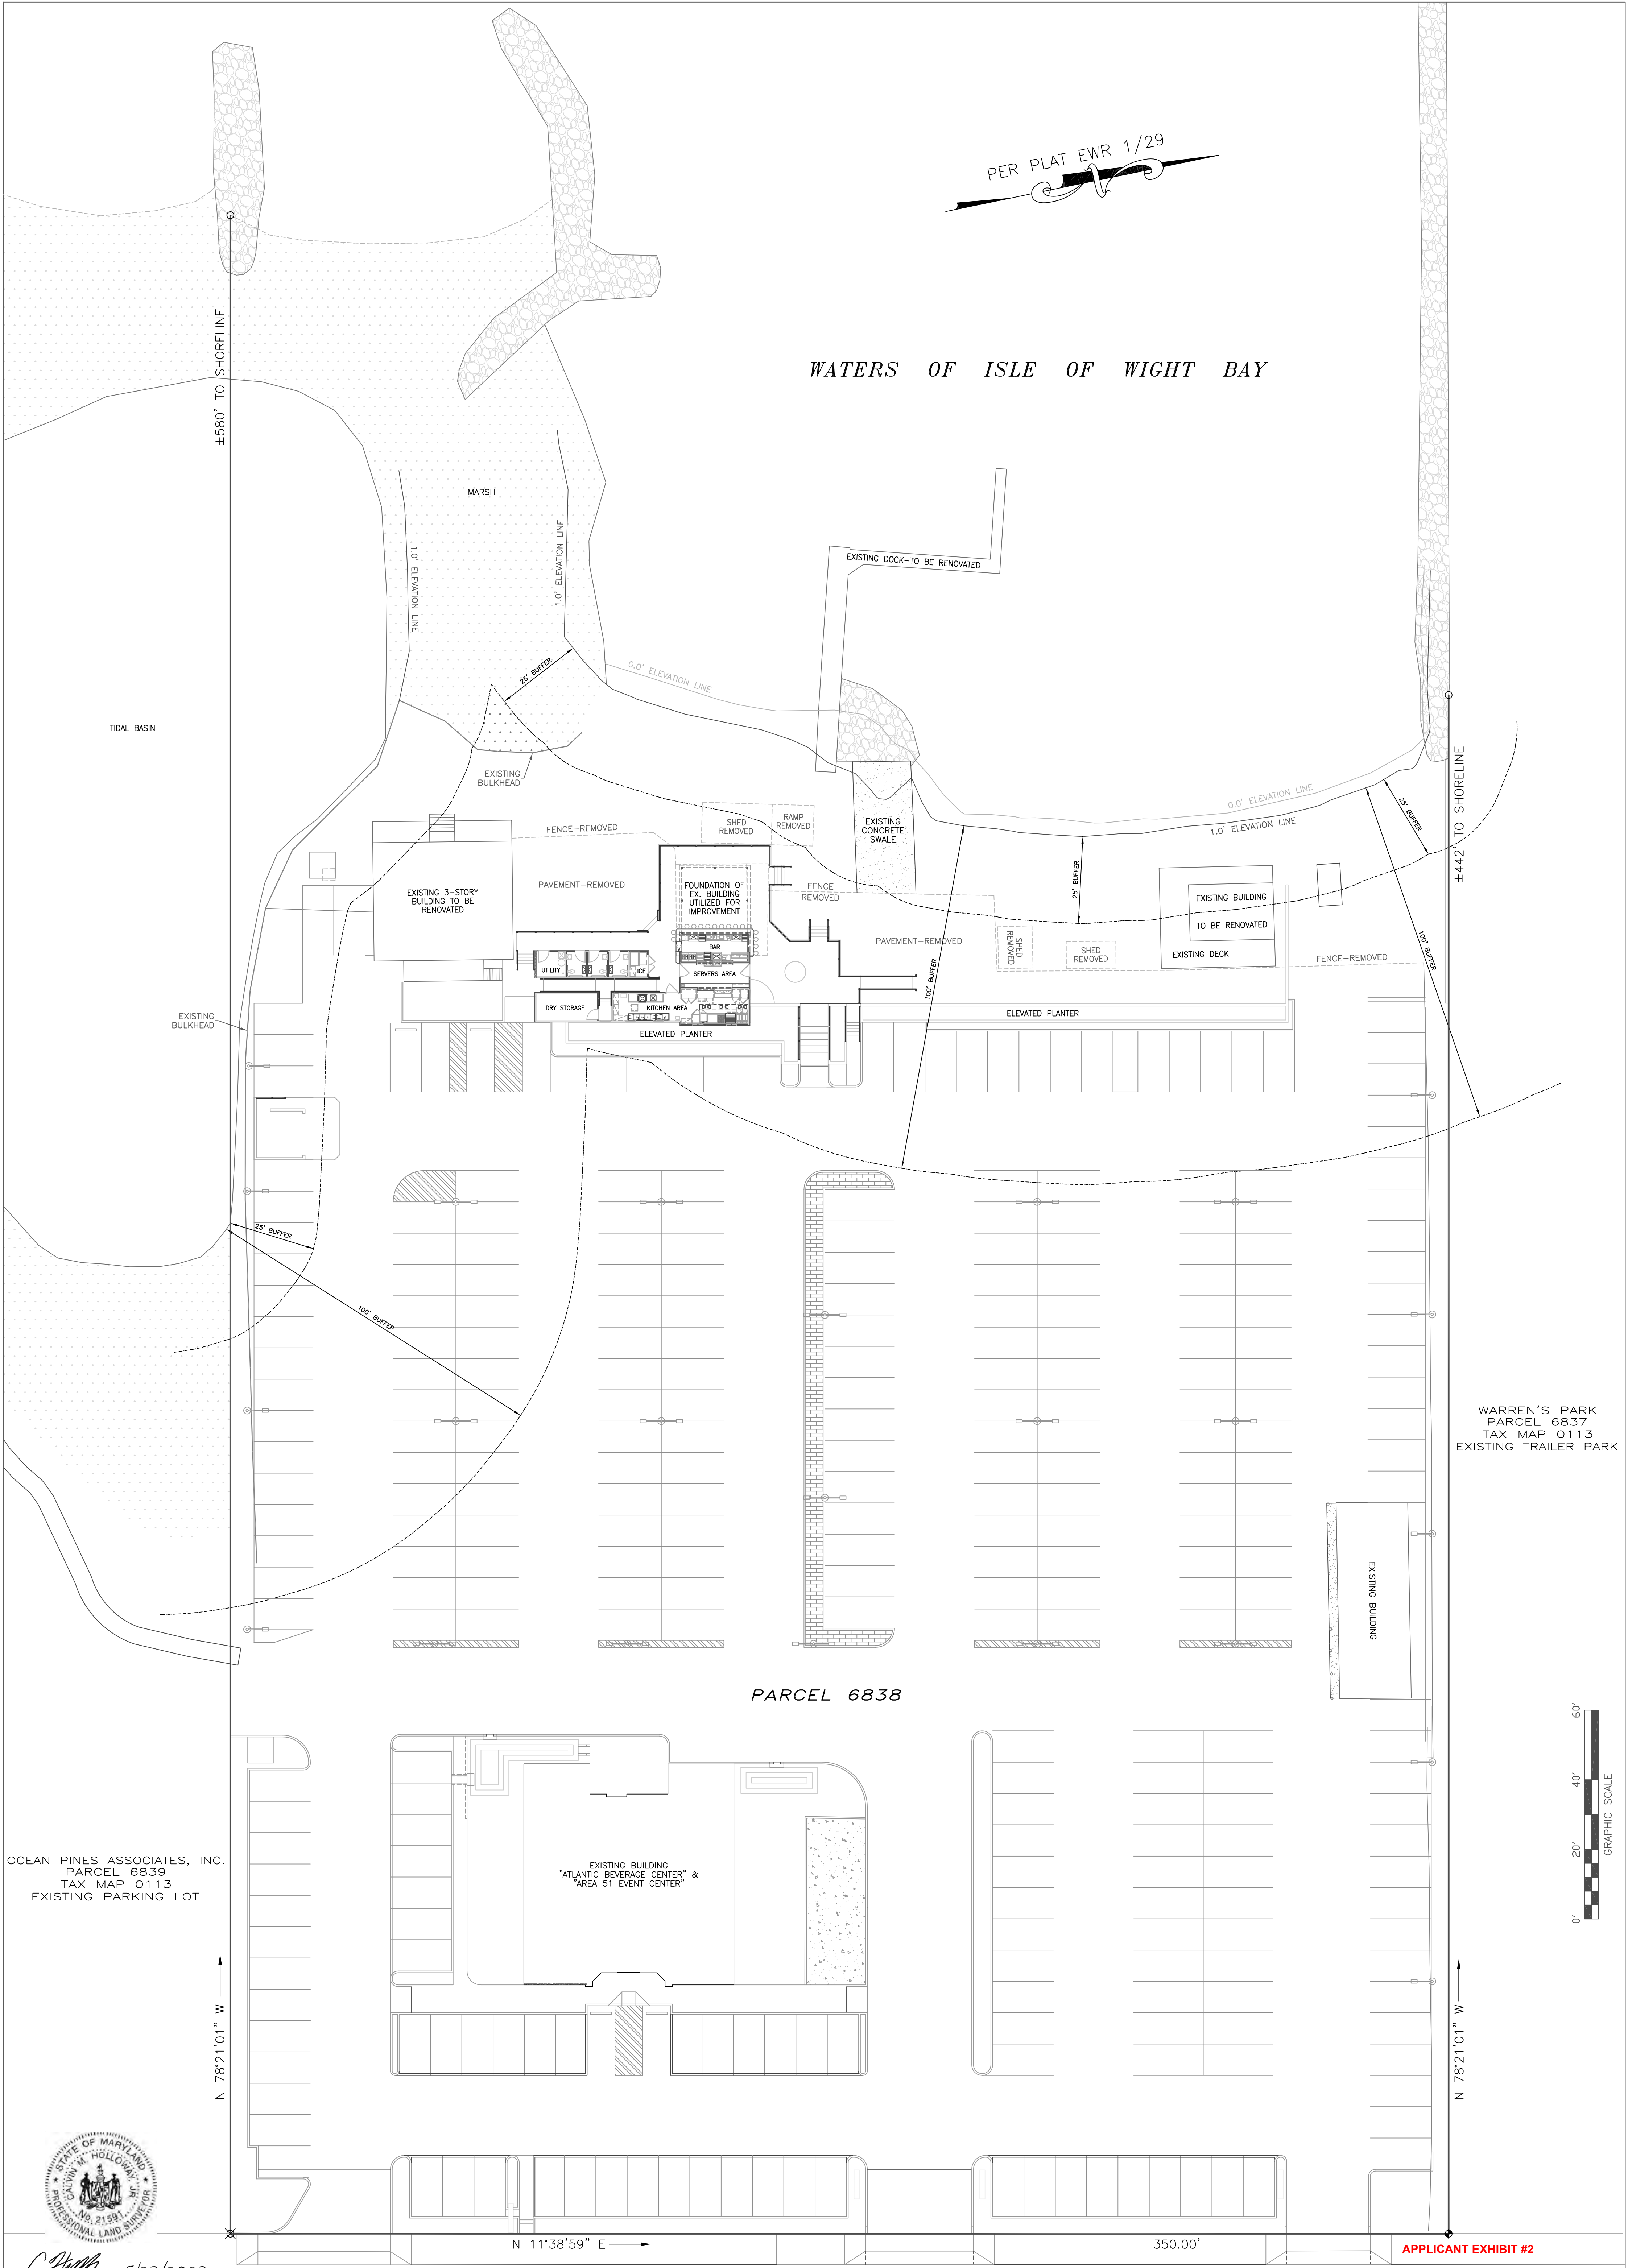 PER PLAT EWR 1/29
WATERS OF ISLE OF WIGHT BAY
±580' TO SHORELINE
MARSH
1.0' ELEVATION LINE
1.0' ELEVATION LINE
EXISTING DOCK-TO BE RENOVATED
25' BUFFER
0.0' ELEVATION LINE
TIDAL BASIN
EXISTING
BULKHEAD
±442' TO SHORELINE
0.0' ELEVATION LINE
1.0' ELEVATION LINE
25' BUFFER
FENCE-REMOVED
SHED
REMOVED
RAMP
REMOVED
EXISTING
CONCRETE
SWALE
25' BUFFER
EXISTING 3-STORY
BUILDING TO BE
RENOVATED
PAVEMENT-REMOVED
FOUNDATION OF
EX. BUILDING
UTILIZED FOR
IMPROVEMENT
FENCE
REMOVED
EXISTING BUILDING
TO BE RENOVATED
EXISTING DECK
PAVEMENT-REMOVED
SHED
REMOVED
SHED
REMOVED
FENCE-REMOVED
100' BUFFER
100' BUFFER
BAR
UTILITY
ICE
SERVERS AREA
DRY STORAGE
KITCHEN AREA
ELEVATED PLANTER
ELEVATED PLANTER
EXISTING
BULKHEAD
25' BUFFER
100' BUFFER
WARREN'S PARK
PARCEL 6837
TAX MAP 0113
EXISTING TRAILER PARK
EXISTING BUILDING
PARCEL 6838
0' 20' 40' 60'
GRAPHIC SCALE
EXISTING BUILDING
"ATLANTIC BEVERAGE CENTER" &
"AREA 51 EVENT CENTER"
OCEAN PINES ASSOCIATES, INC.
PARCEL 6839
TAX MAP 0113
EXISTING PARKING LOT
N 78°21'01" W
N 78°21'01" W
STATE OF MARYLAND
CALVIN M. HOLLOWAY, JR.
No. 21591
PROFESSIONAL LAND SURVEYOR
N 11°38'59" E
350.00'
APPLICANT EXHIBIT #2